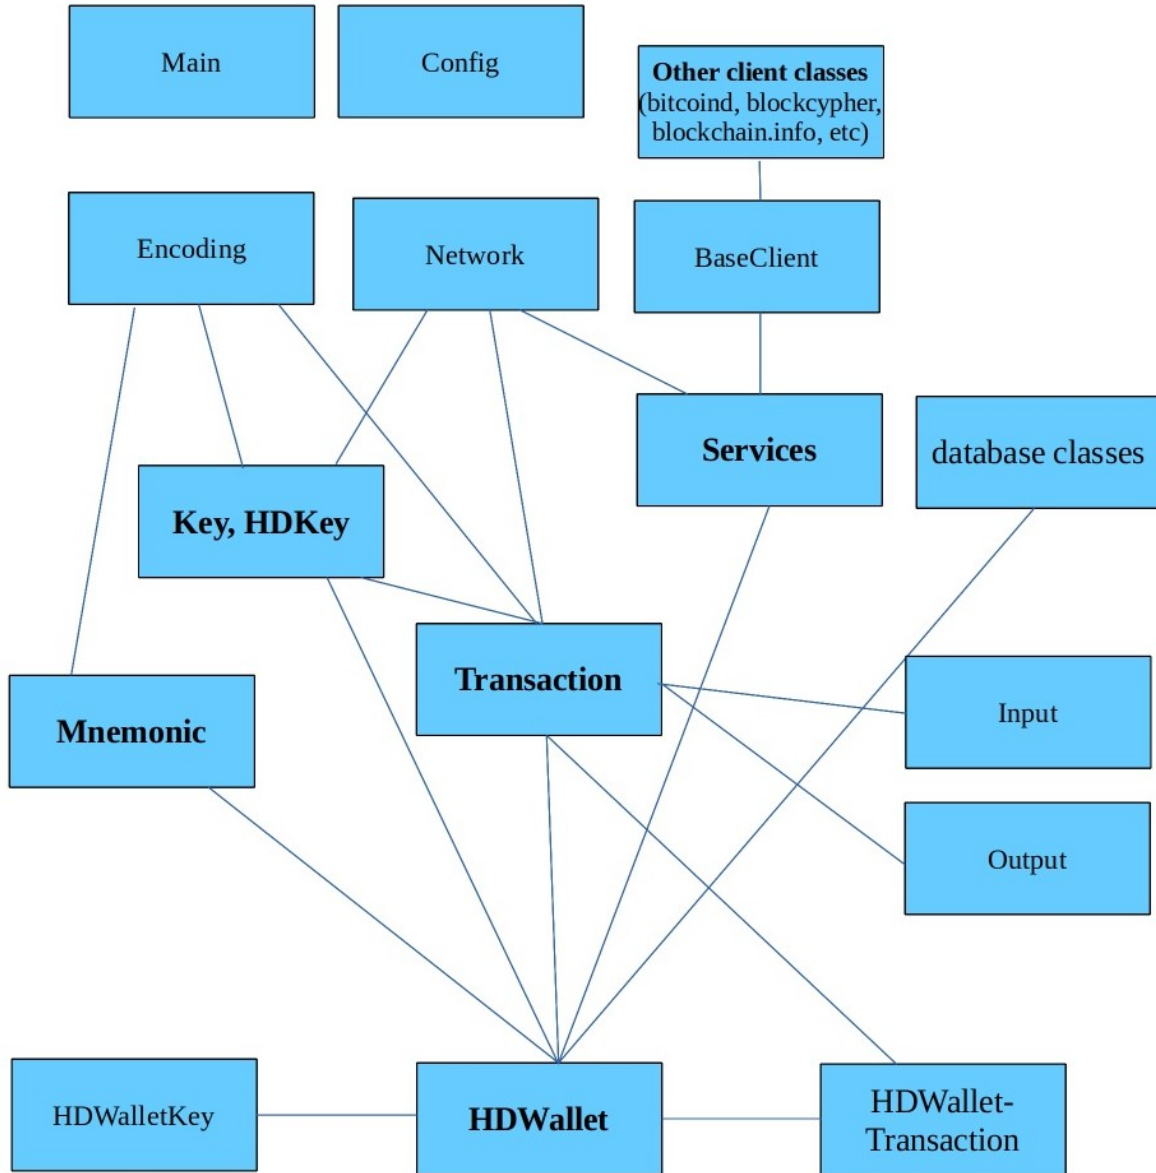 Main
Config
Other client classes
(bitcoind, blockcypher,
blockchain.info, etc)
Encoding
Network
BaseClient
Services
database classes
Key, HDKey
Transaction
Mnemonic
Input
Output
HDWalletKey
HDWallet
HDWallet-
Transaction